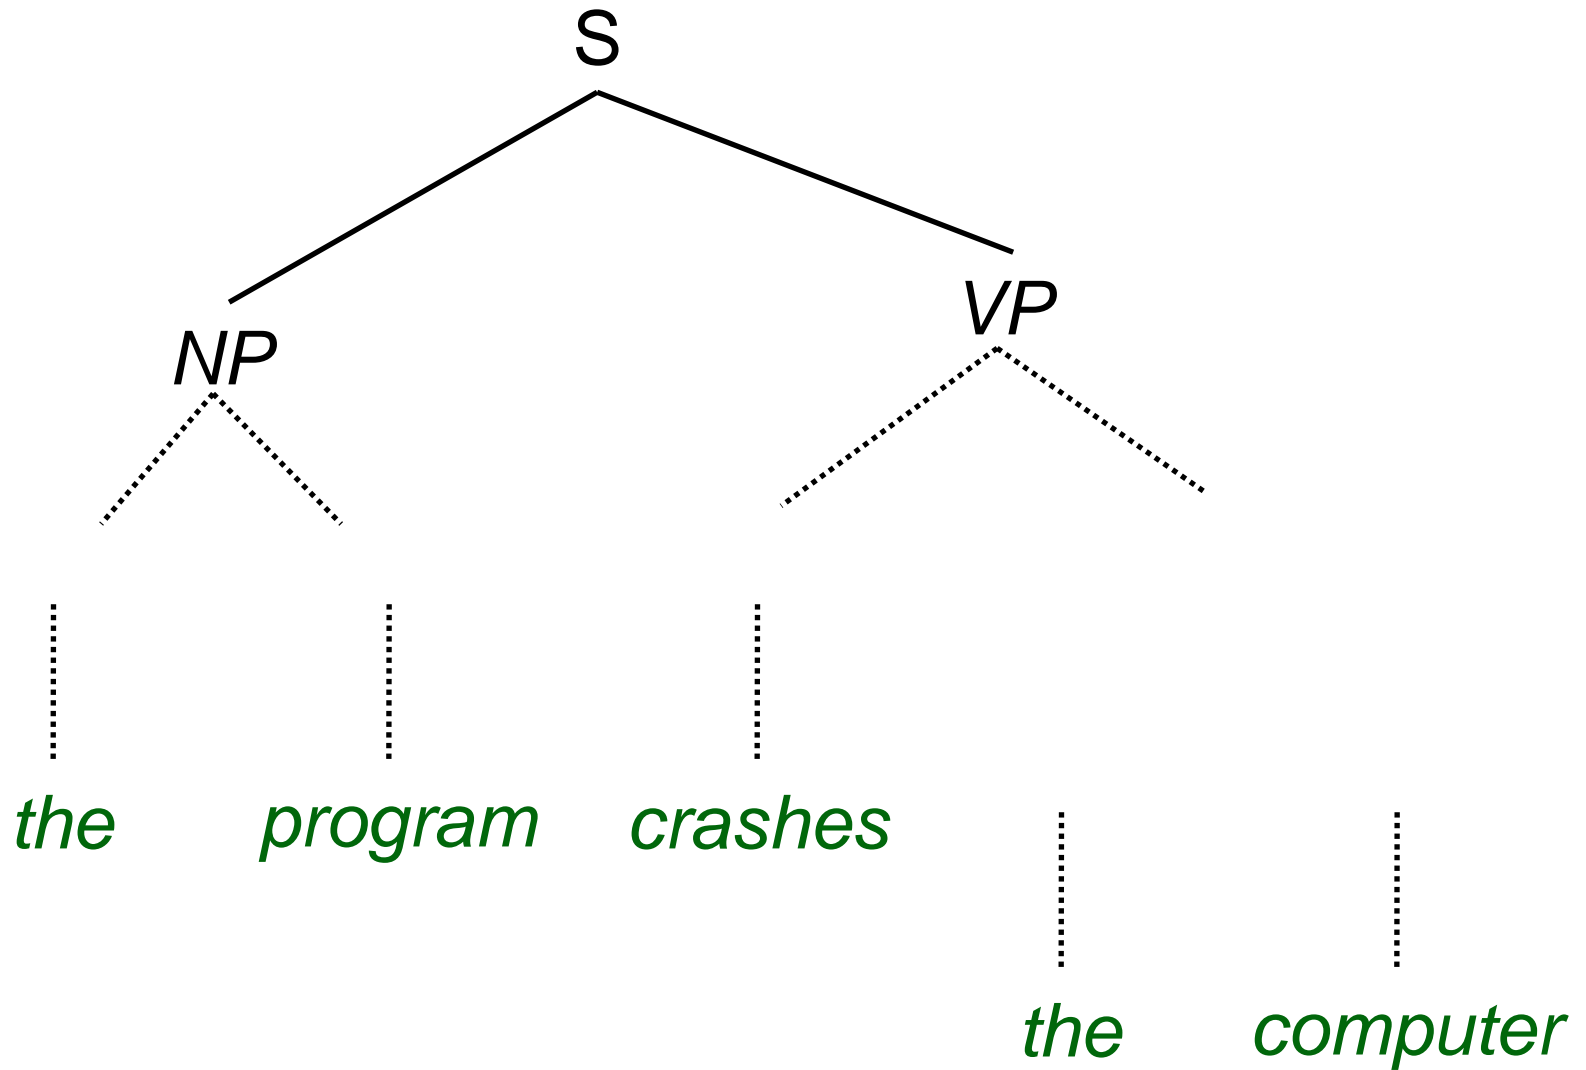 S
NP
VP
the program crashes
the computer